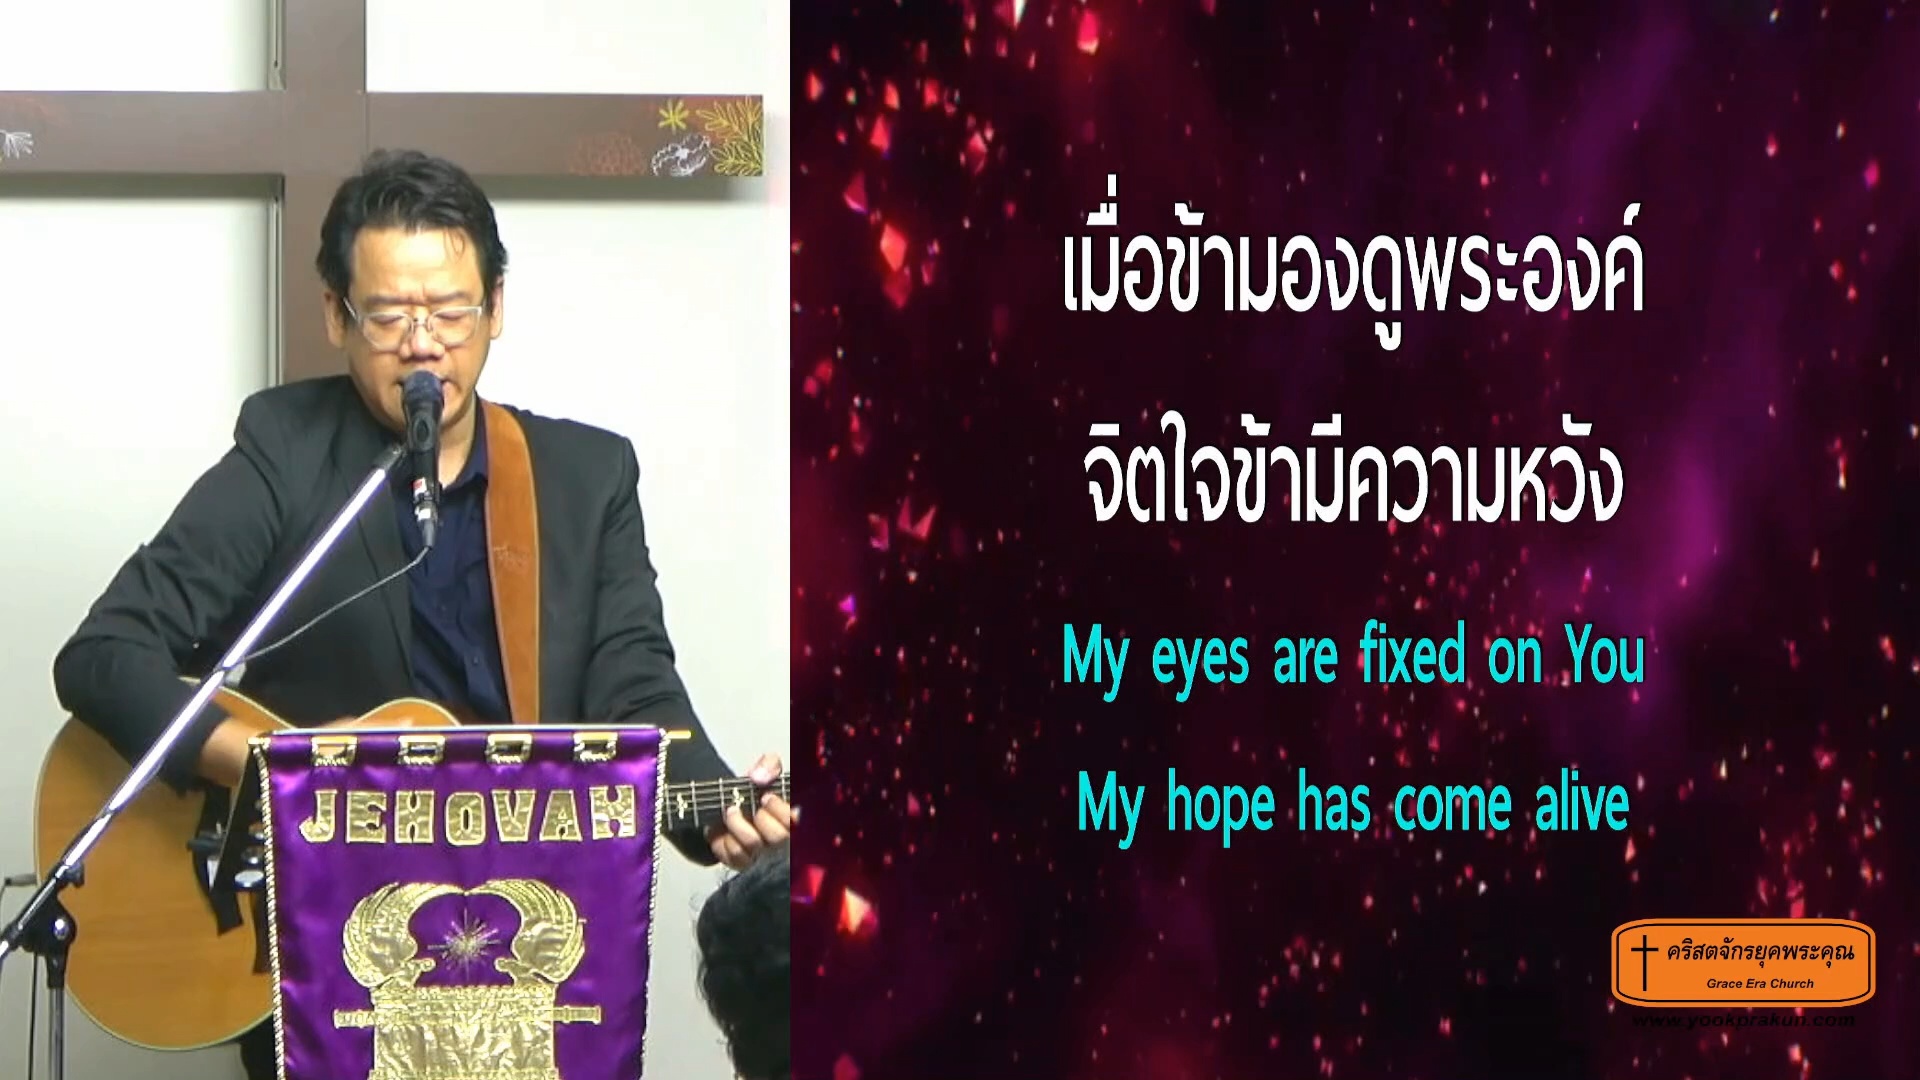 JEHOVAH
เมื่อข้ามองดูพระองค์
จิตใจข้ามีความหวัง
My eyes are fixed on You
My hope has come alive
คริสตจักรยุคพระคุณ
Grace Era Church
www.yookprakun.com